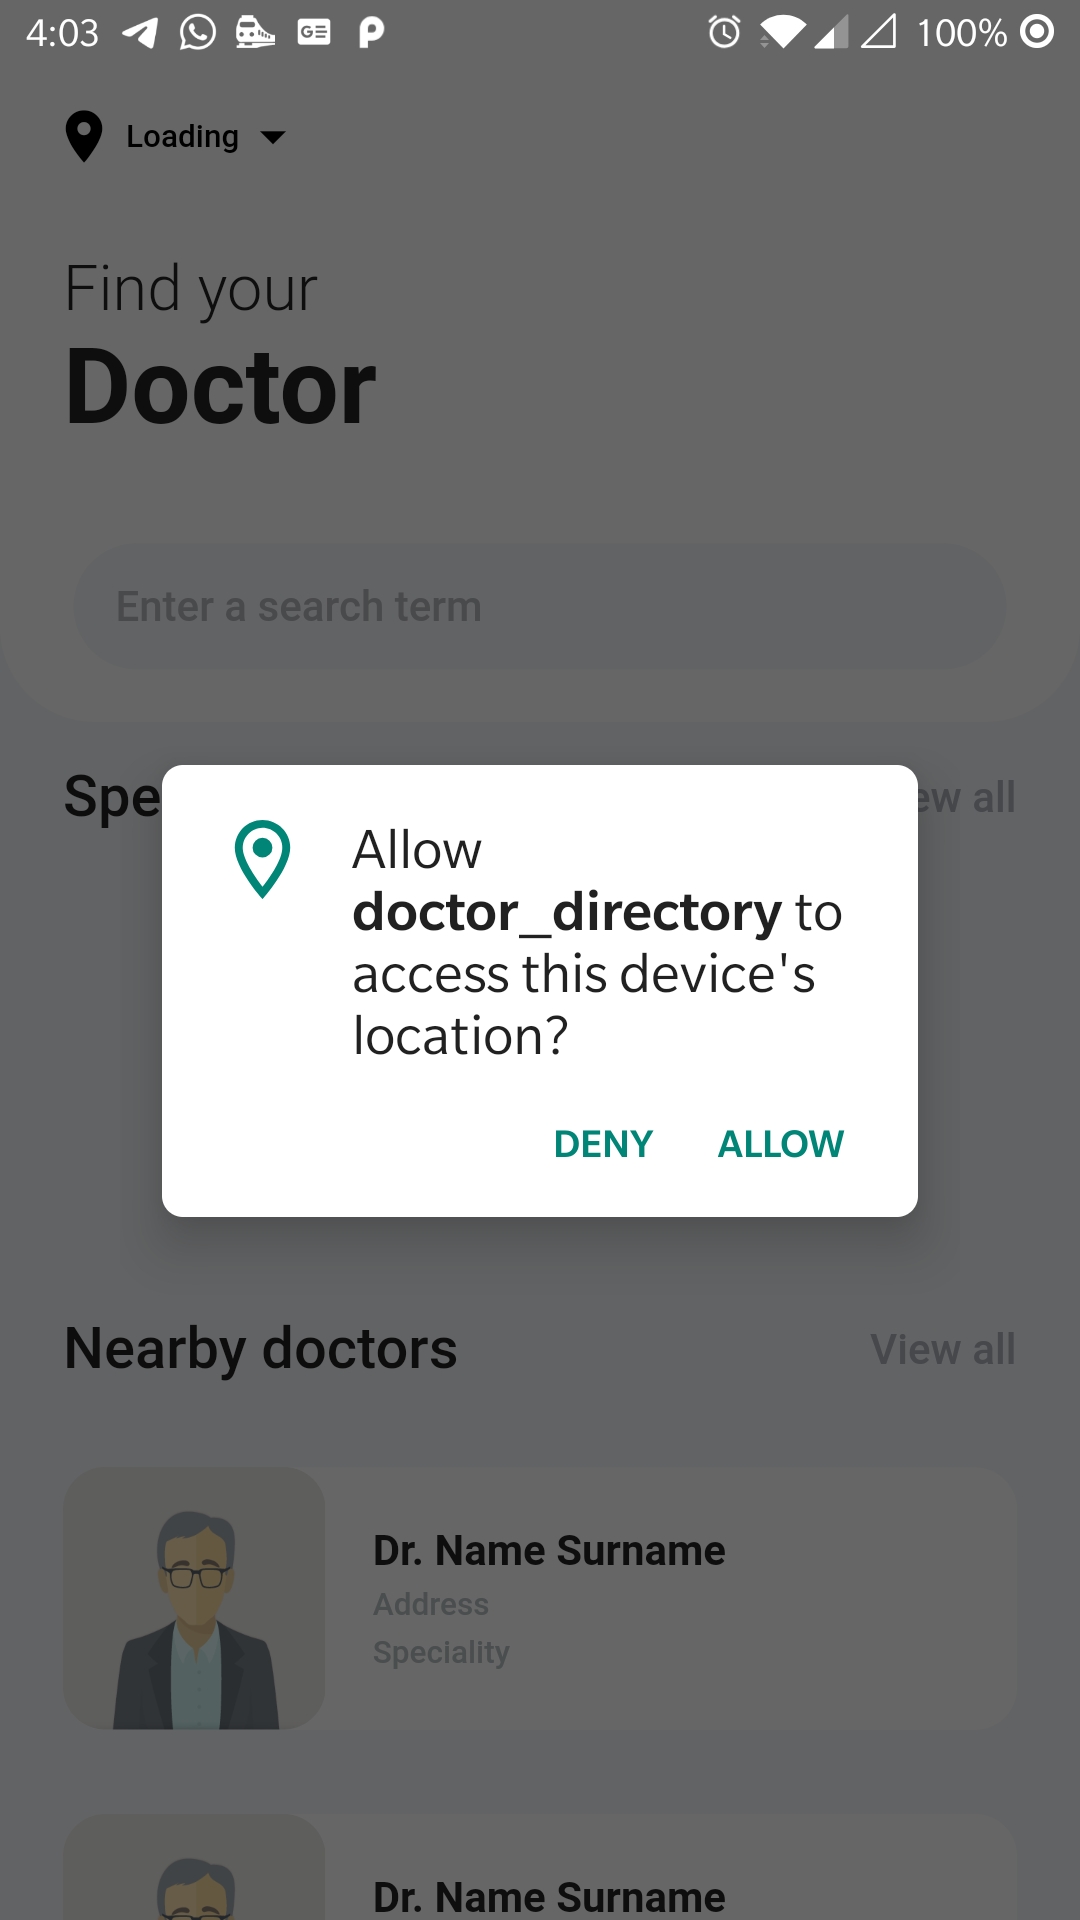 4:03
GE
100%
Loading
Find your
Doctor
Enter a search term
Spe
ew all
Allow
doctor_directory to
access this device's
location?
DENY ALLOW
Nearby doctors
View all
Dr. Name Surname
Address
Speciality
Dr. Name Surname